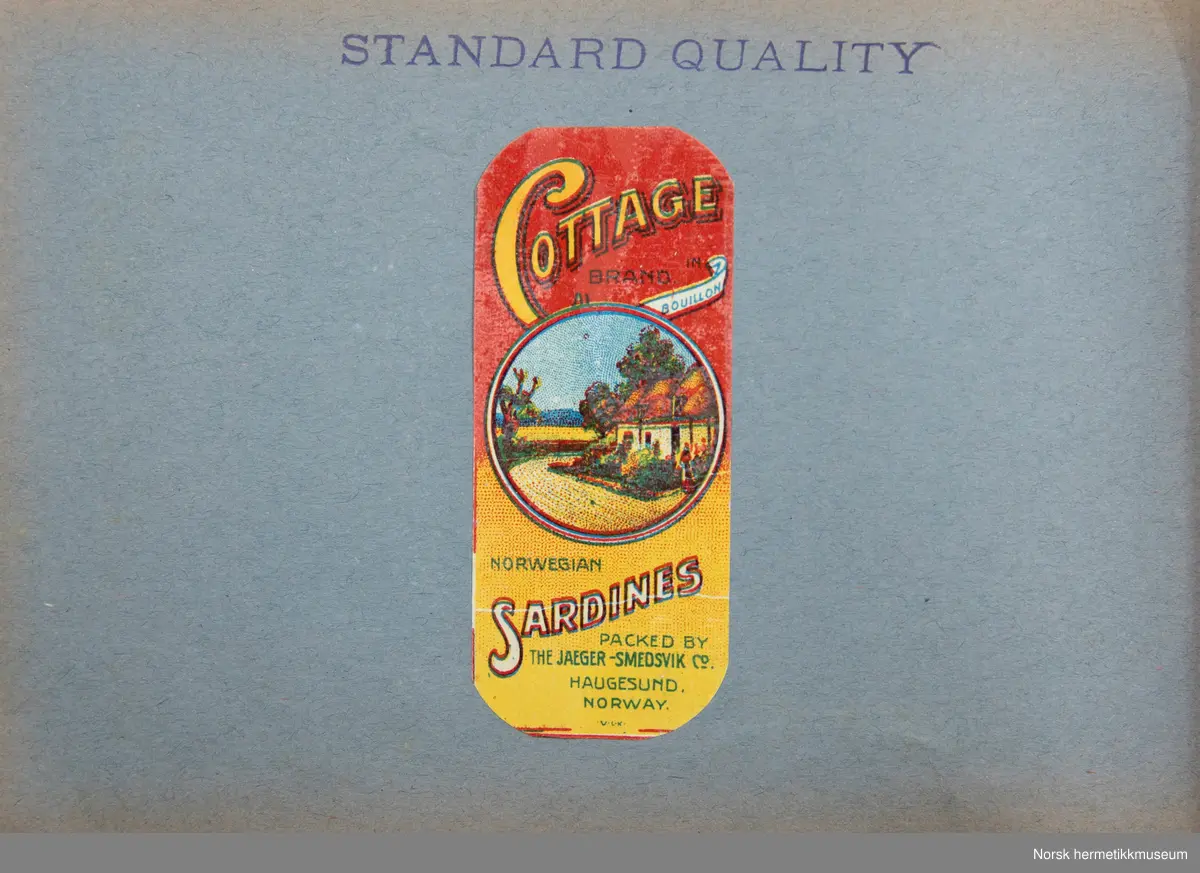 STANDARD QUALITY
COTTAGE
BRAND
IN
BOUILLON
NORWEGIAN
SARDINES
PACKED BY
THE JAEGER-SMEDSVIK Co.
HAUGESUND,
NORWAY.
Norsk hermetikkmuseum